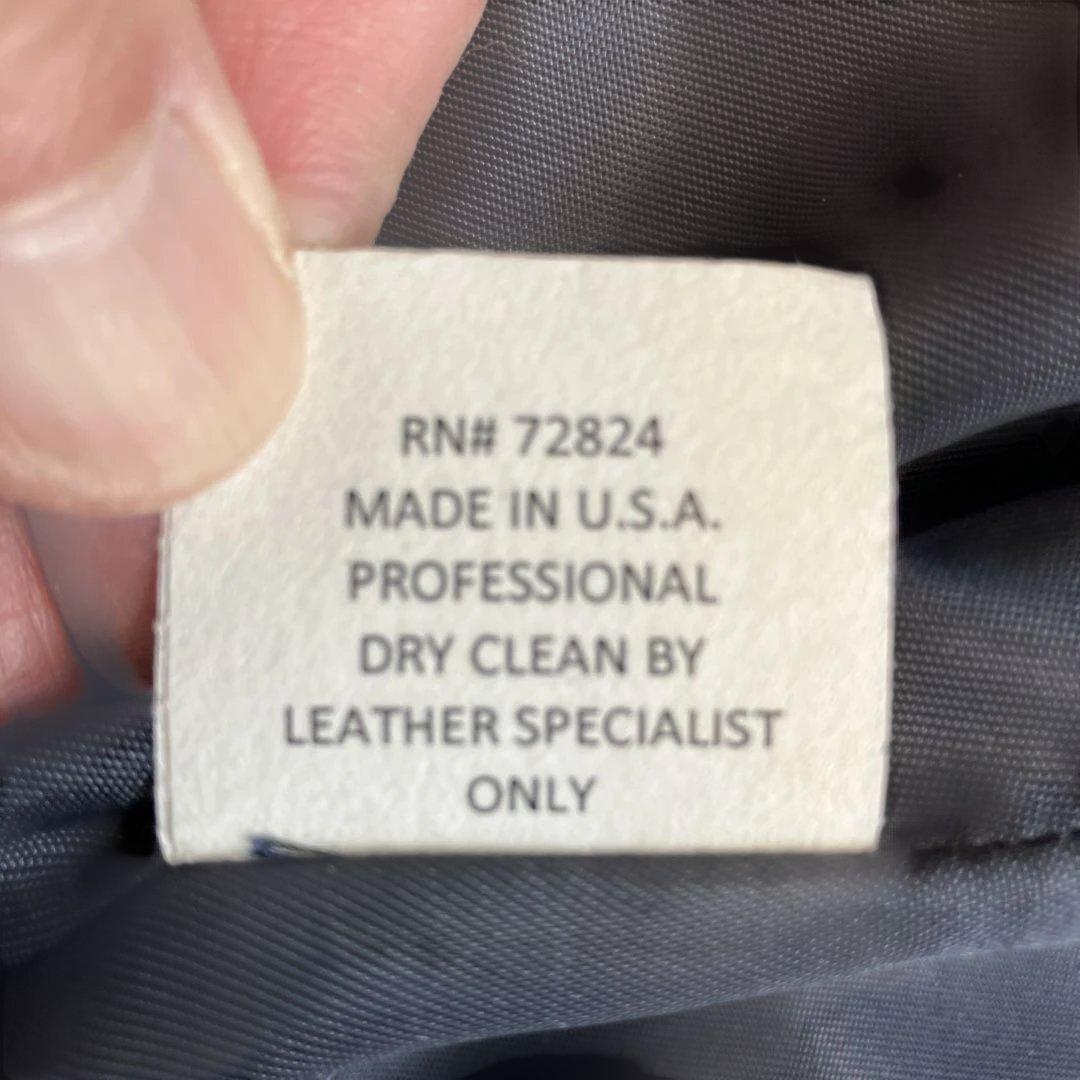 RN# 72824
MADE IN U.S.A.
PROFESSIONAL
DRY CLEAN BY
LEATHER SPECIALIST
ONLY